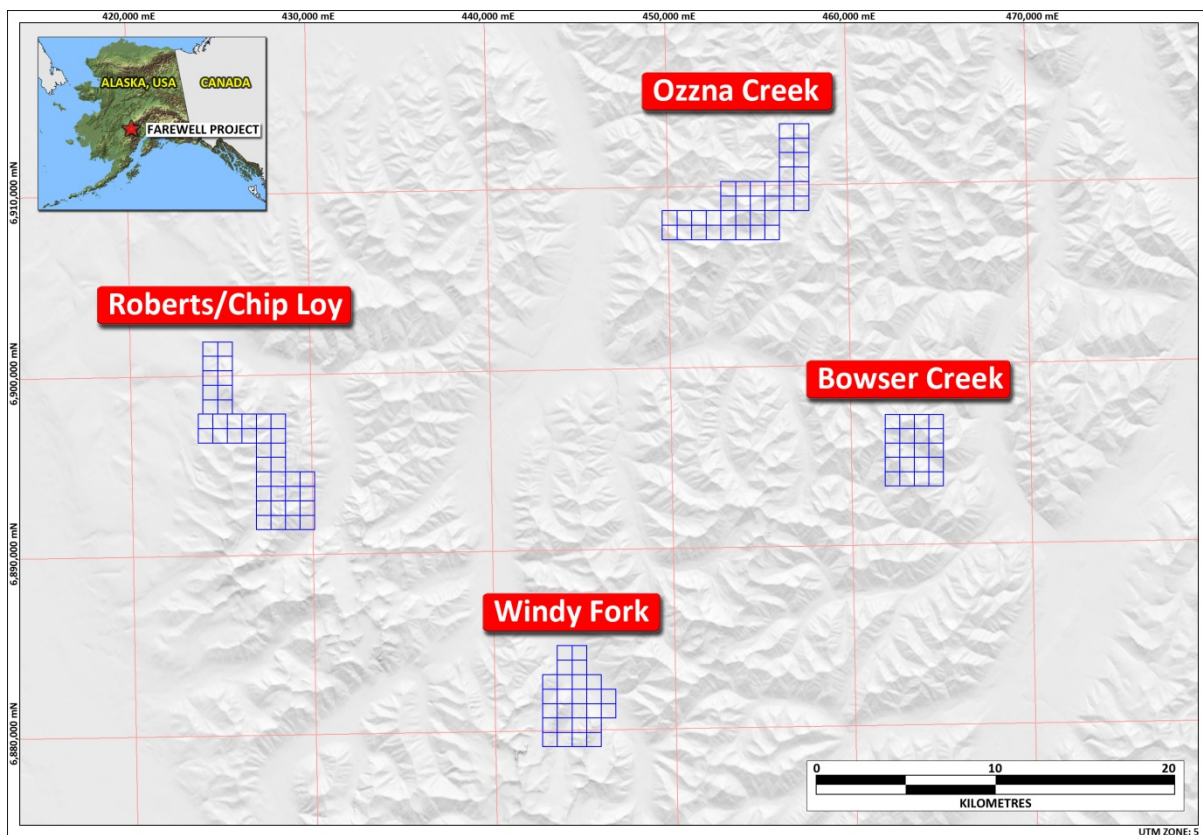 420,000 mE
430,000 mE
440,000 mE
450,000 mE
460,000 mE
470,000 mE
ALASKA, USA
CANADA
FAREWELL PROJECT
Ozzna Creek
6,910,000 mN
Roberts/Chip Loy
6,900,000 mN
Bowser Creek
6,890,000 mN
Windy Fork
6,880,000 mN
0 10 20
KILOMETRES
UTM ZONE: 5